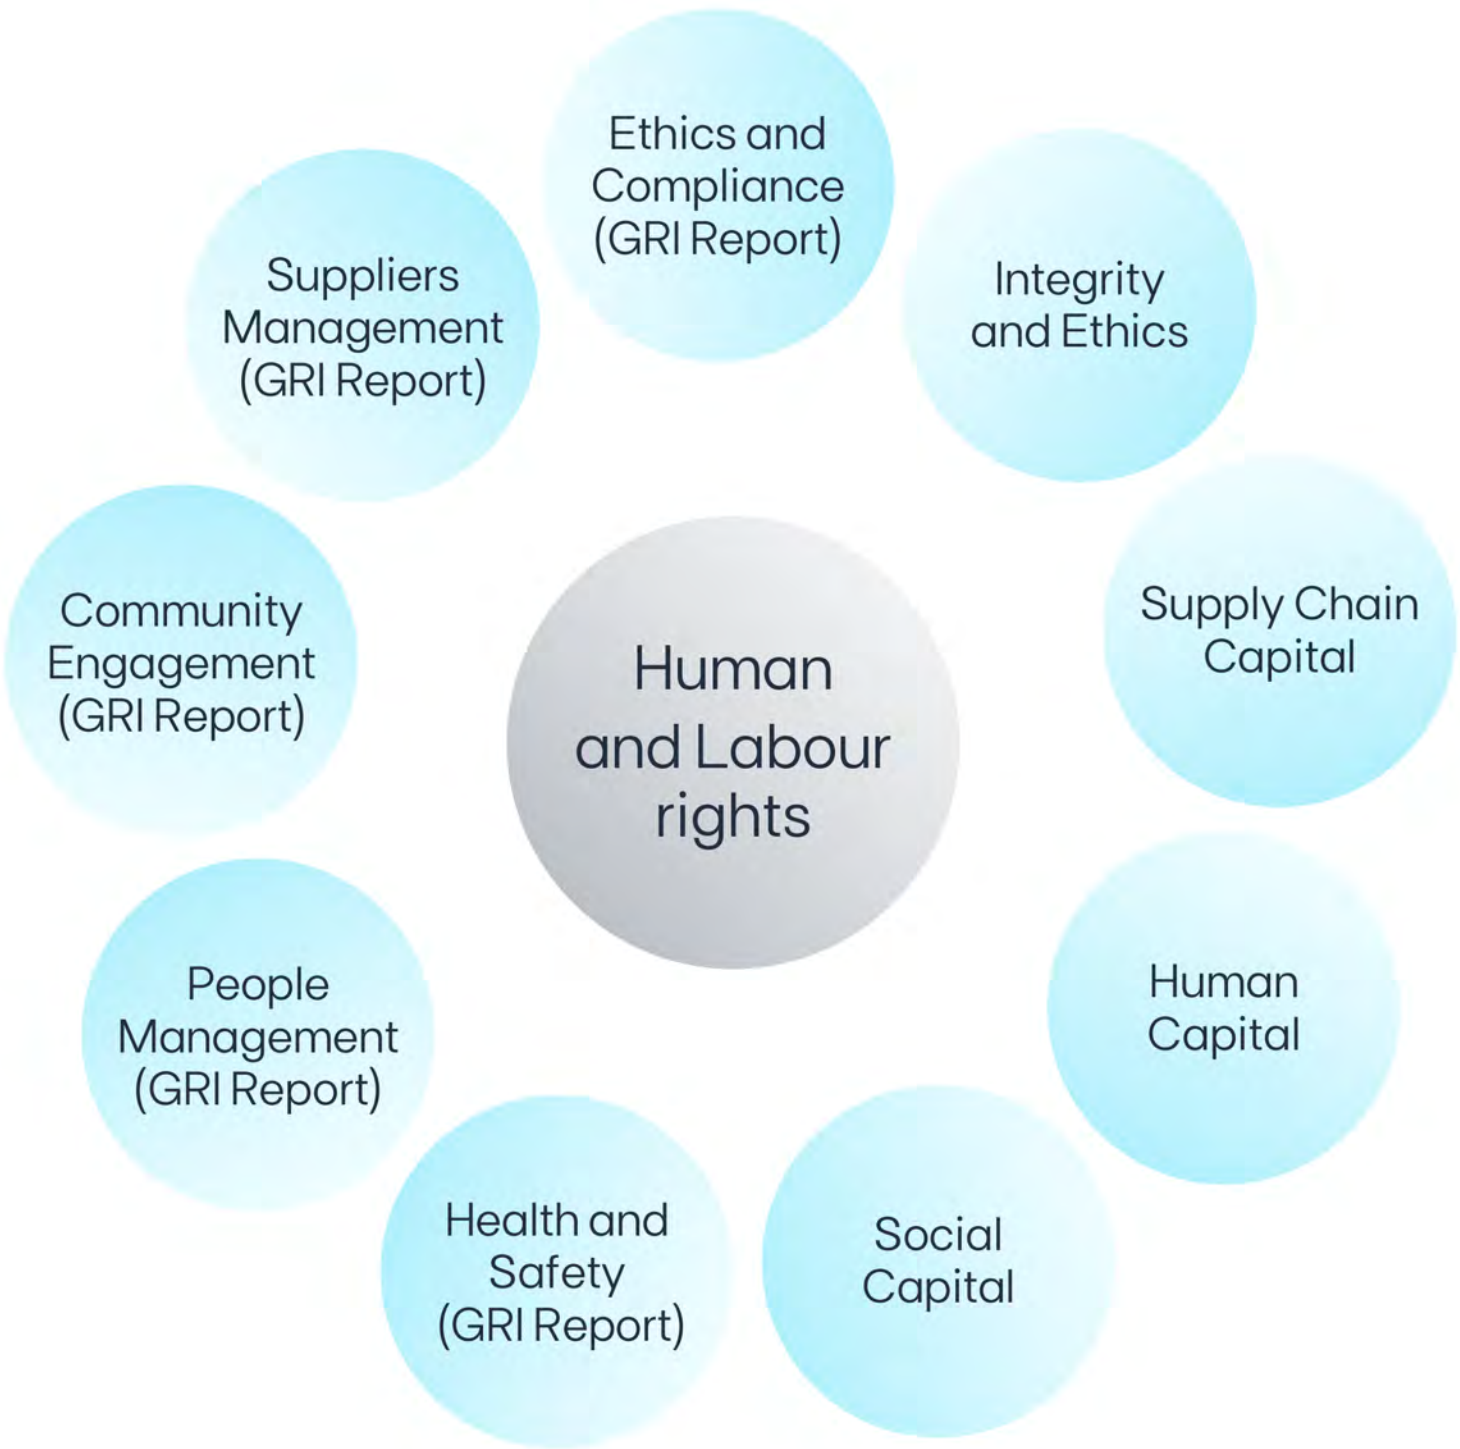 Ethics and
Compliance
(GRI Report)
Integrity
and Ethics
Supply Chain
Capital
Human
Capital
Social
Capital
Health and
Safety
(GRI Report)
People
Management
(GRI Report)
Community
Engagement
(GRI Report)
Suppliers
Management
(GRI Report)
Human
and Labour
rights